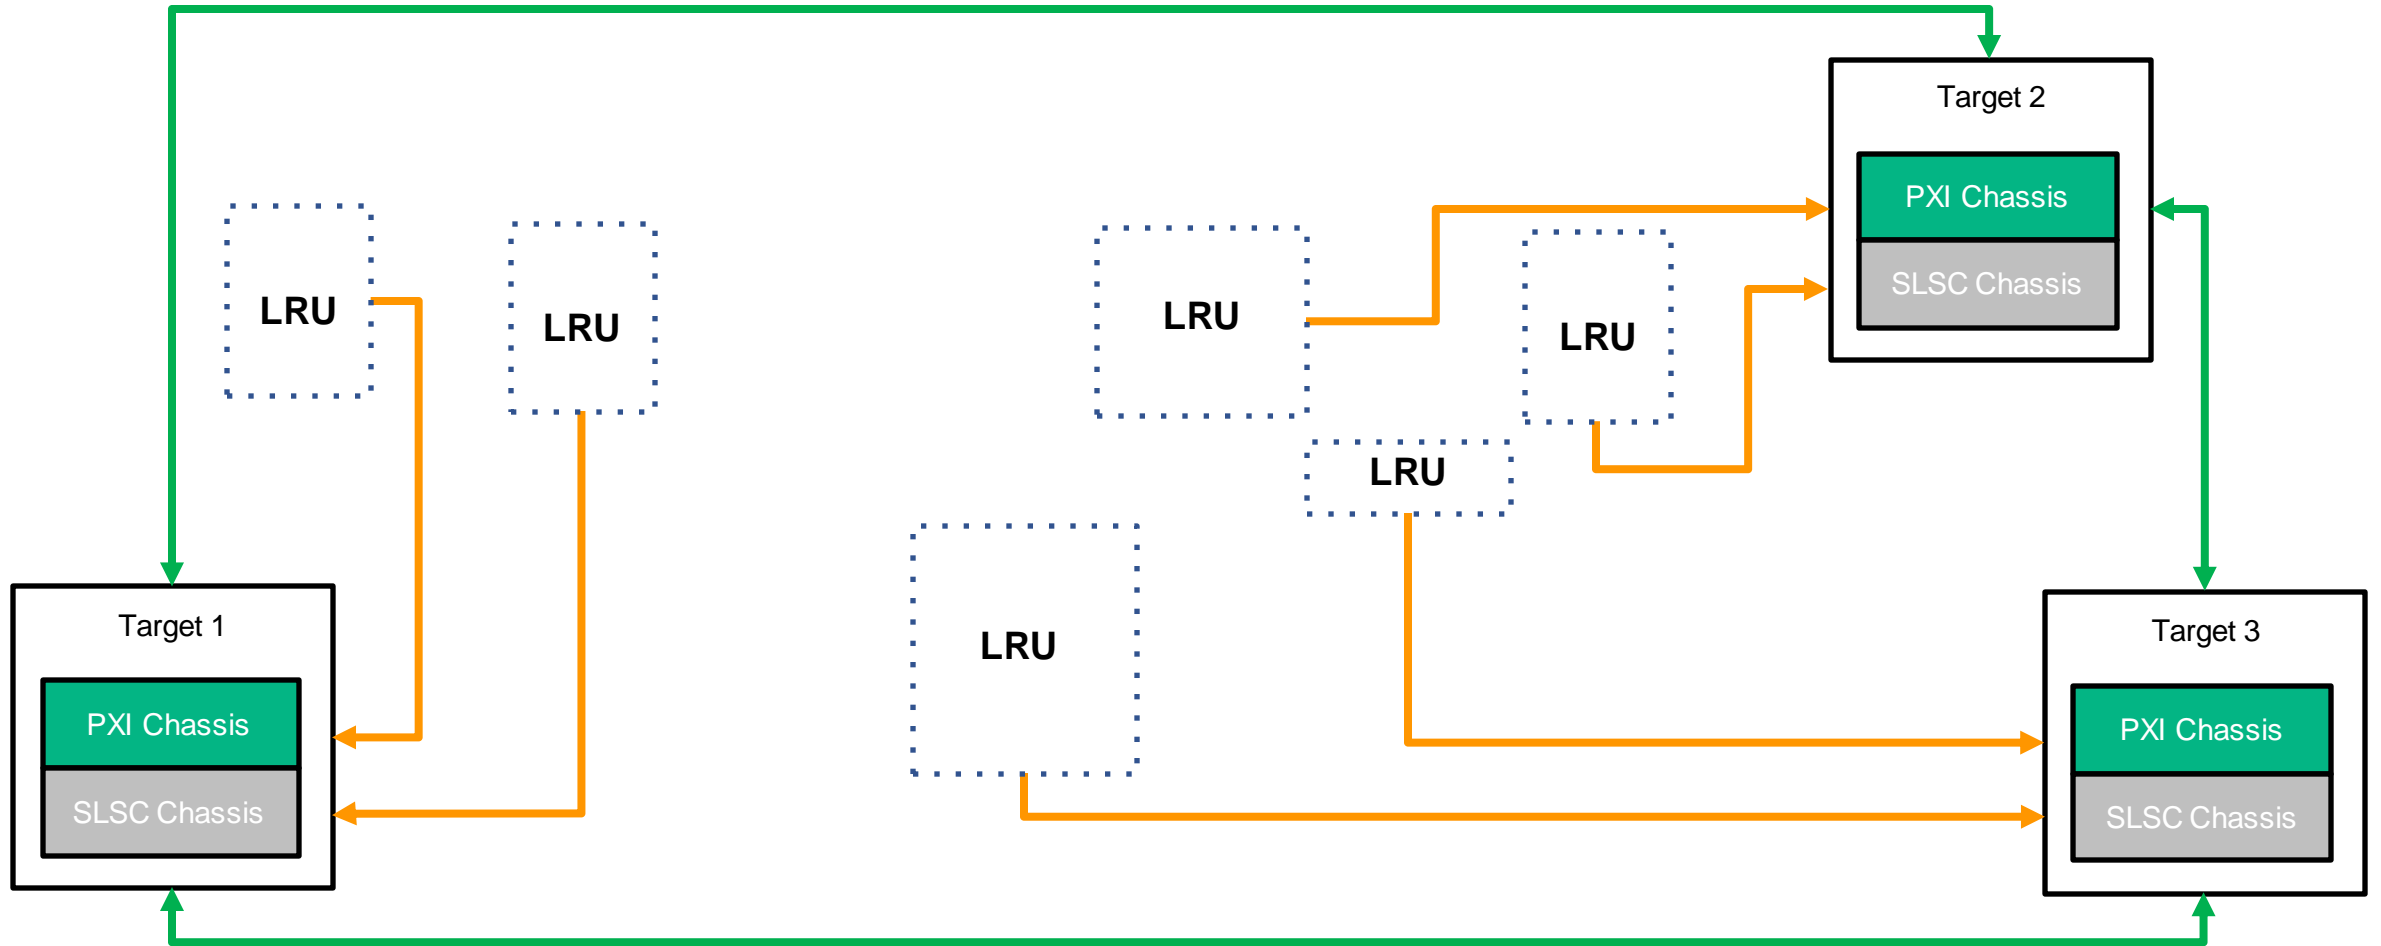 Target 2
PXI Chassis
SLSC Chassis
LRU
LRU
LRU
LRU
LRU
LRU
Target 1
PXI Chassis
SLSC Chassis
Target 3
PXI Chassis
SLSC Chassis